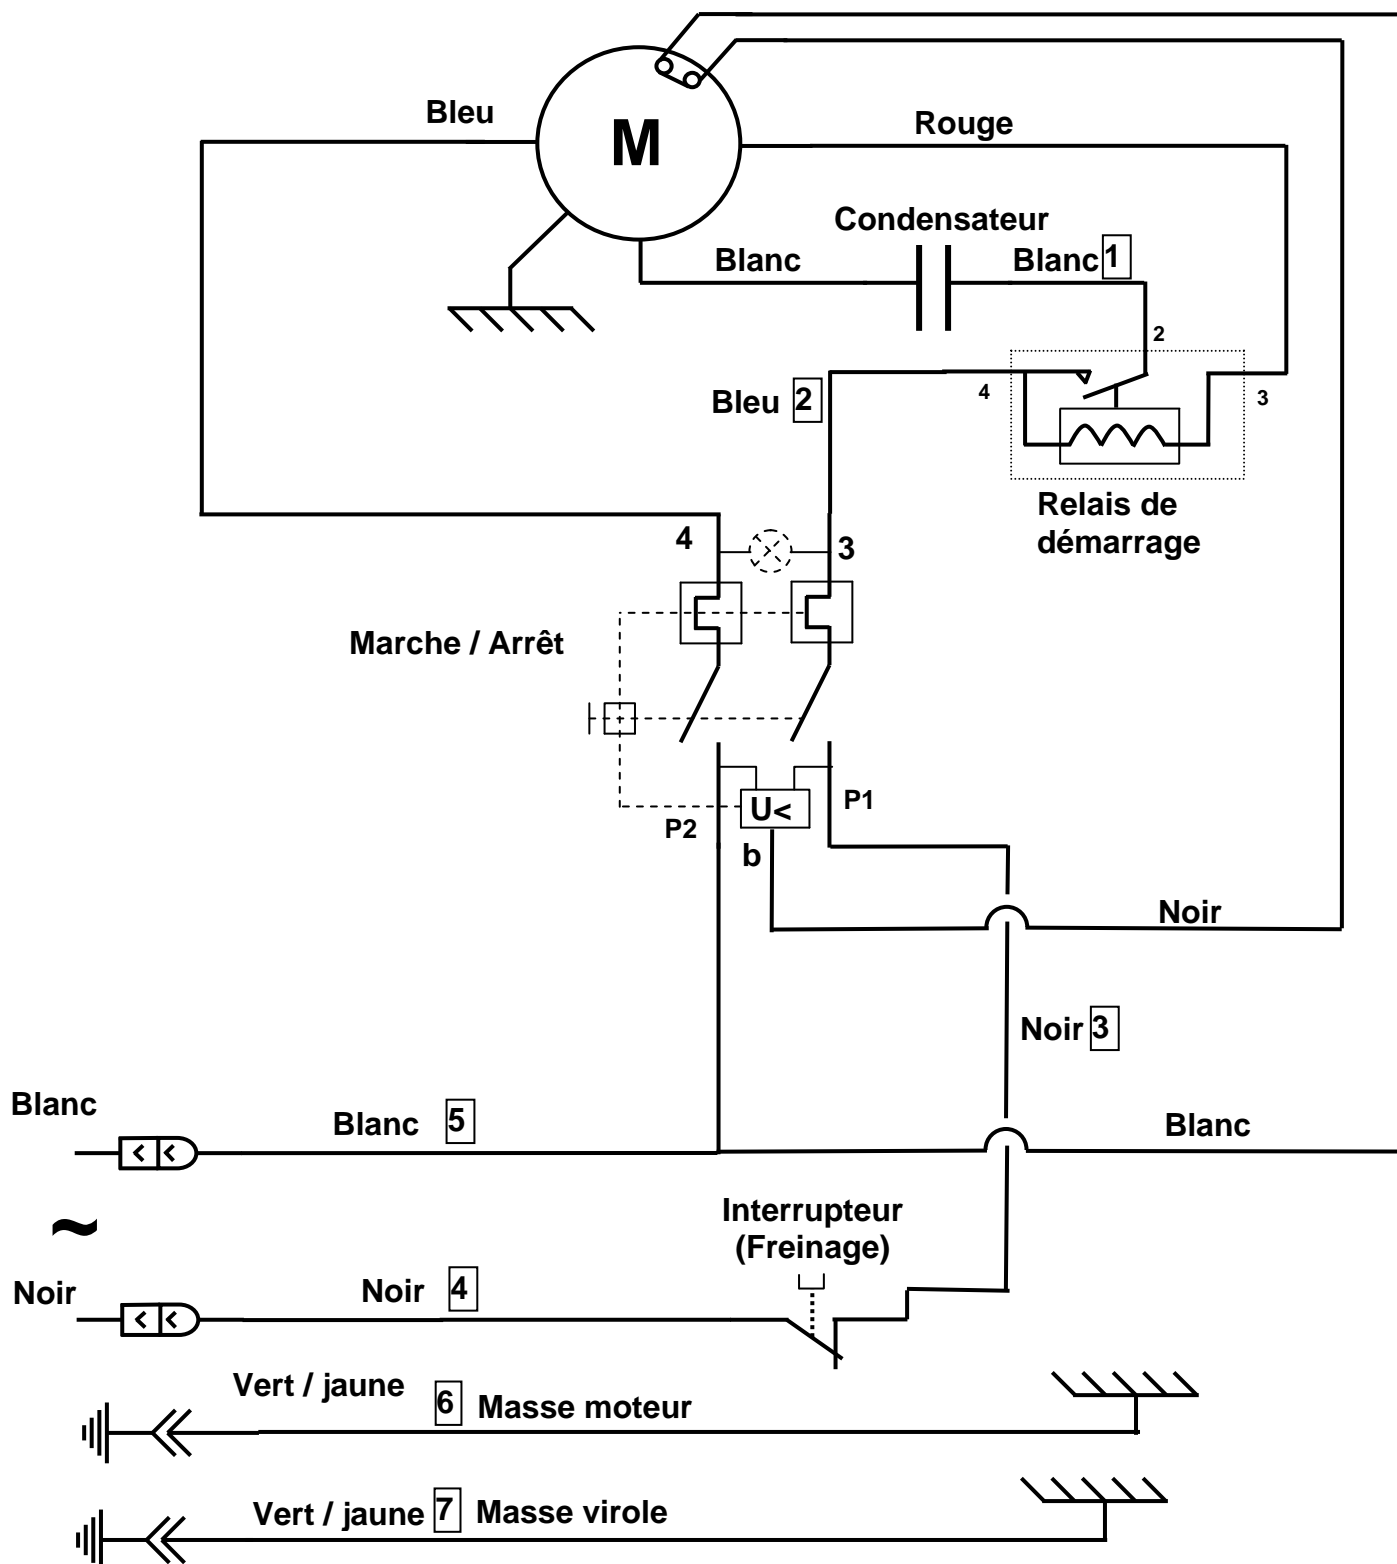 Bleu
M
Rouge
Condensateur
Blanc
Blanc 1
2
Bleu 2
4
3
Relais de
démarrage
4
3
Marche / Arrêt
U<
P1
P2
b
Noir
Noir 3
Blanc
Blanc 5
Blanc
~
Interrupteur
(Freinage)
Noir
Noir 4
Vert / jaune 6 Masse moteur
Vert / jaune 7 Masse virole